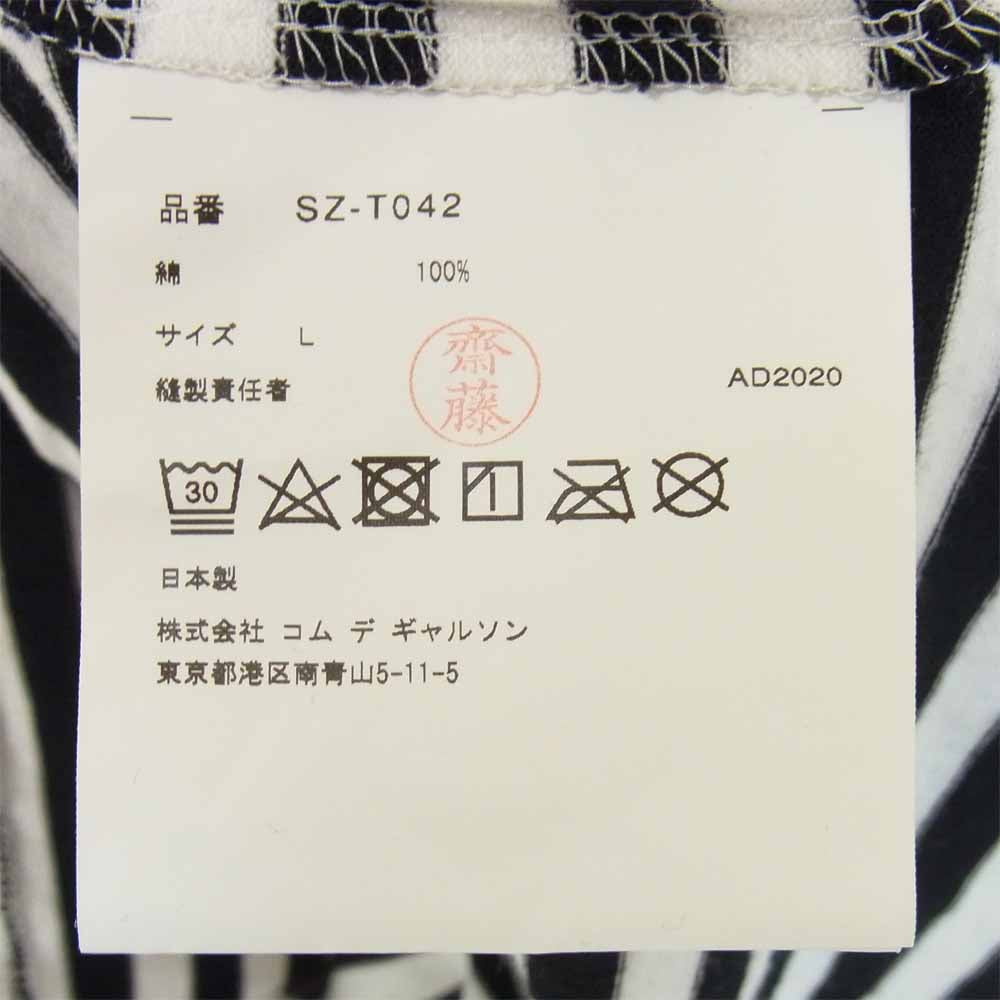 品番 SZ-T042
綿 100%
サイズ L
縫製責任者 齋藤 AD2020
30
日本製
株式会社 コム デ ギャルソン
東京都港区南青山5-11-5